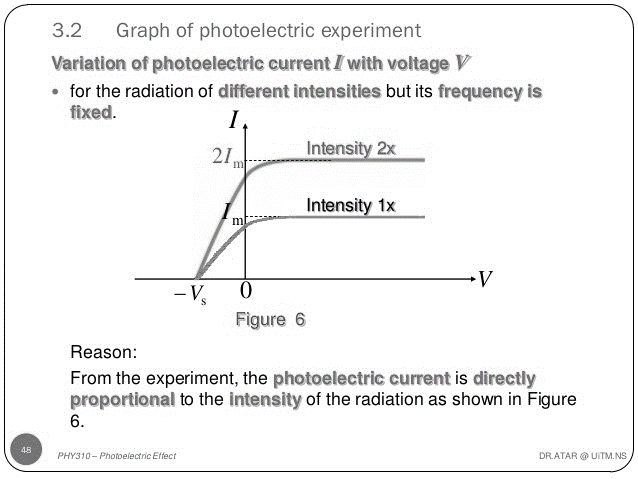 3.2 Graph of photoelectric experiment
Variation of photoelectric current I with voltage V
• for the radiation of different intensities but its frequency is
fixed.
I
Intensity 2x
2Im
Intensity 1x
Im
V
−Vs
0
Figure 6
Reason:
From the experiment, the photoelectric current is directly
proportional to the intensity of the radiation as shown in Figure
6.
48
PHY310 – Photoelectric Effect
DR.ATAR @ UiTM.NS